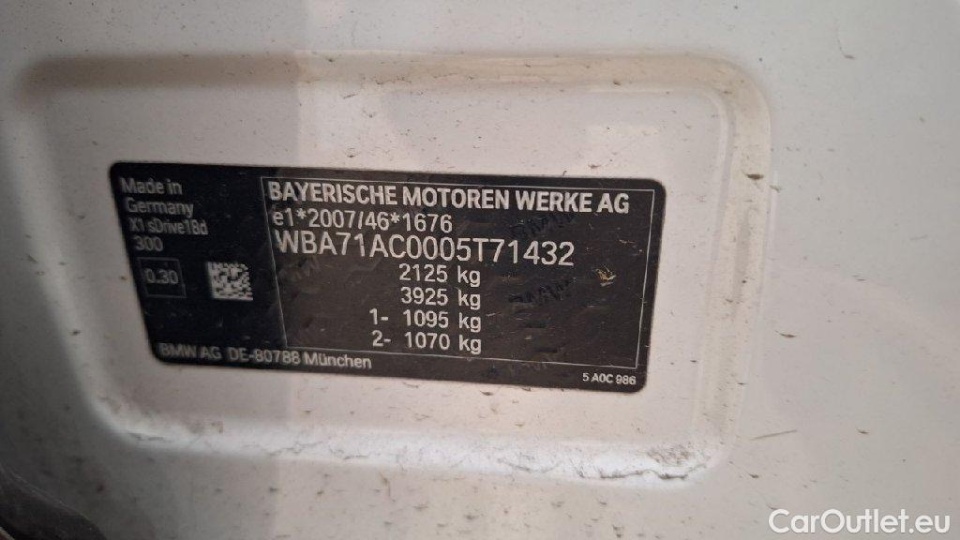 Made in
Germany
X1 sDrive18d
300
0.30
BMW AG DE-80788 München
BAYERISCHE MOTOREN WERKE AG
e1*2007/46*1676
WBA71AC0005T71432
2125 kg
3925 kg
1- 1095 kg
2- 1070 kg
5 A0C 986
CarOutlet.eu